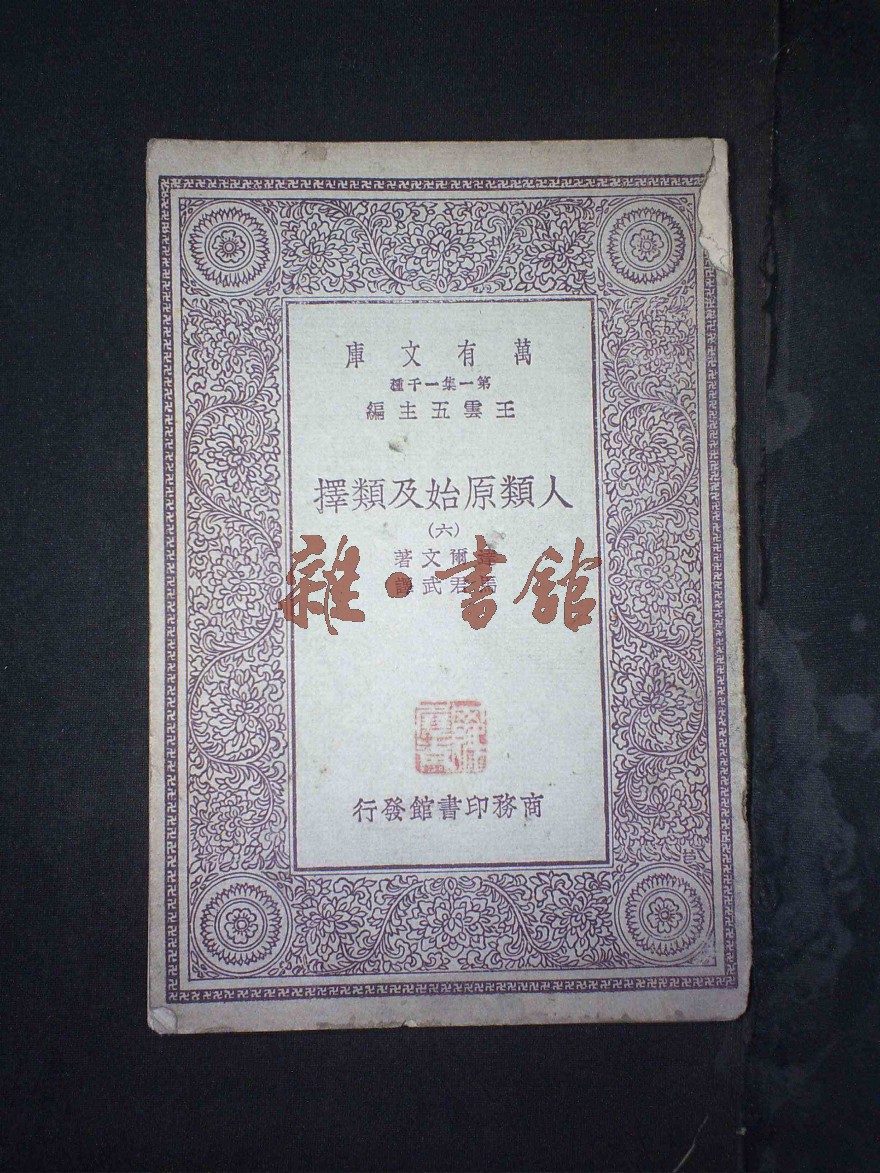 萬有文庫
第一集一千種
王雲五主編
人類原始及類擇
(六)
達爾文著
馬君武譯
雜·書館
商務印書館發行